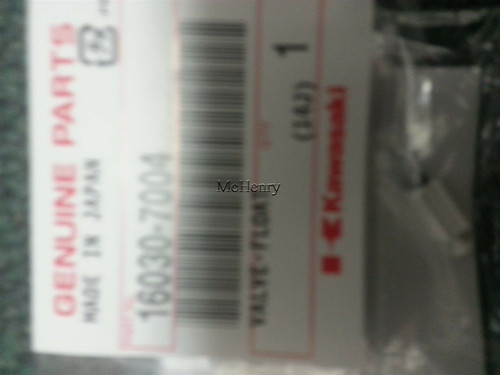 GENUINE PARTS
MADE IN JAPAN
16030-7004
VALVE-FLOAT
1
(14J)
Kawasaki
McHenry